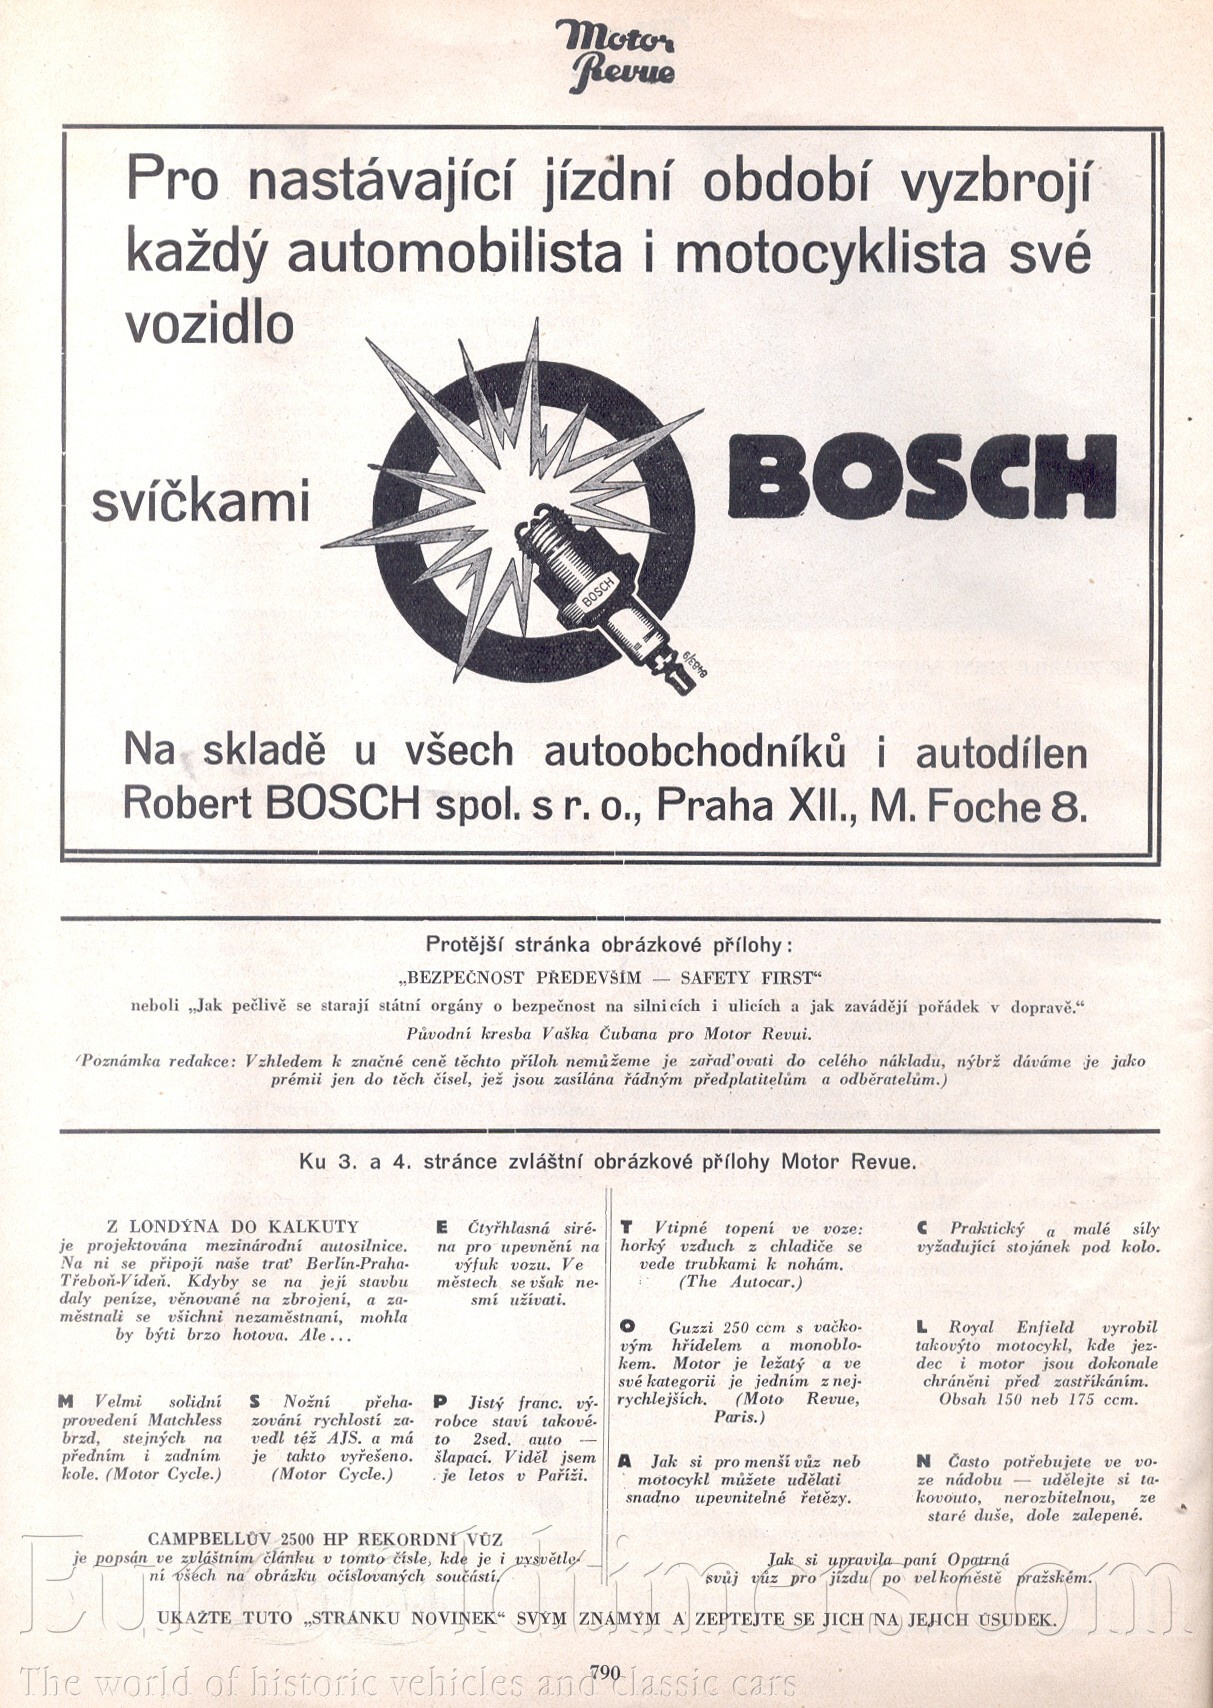 Motor
Revue
Pro nastávající jízdní období vyzbrojí
každý automobilista i motocyklista své
vozidlo
svíčkami
BOSCH
BOSCH
8463/9
Na skladě u všech autoobchodníků i autodílen
Robert BOSCH spol. s r. o., Praha XII., M. Foche 8.
Protější stránka obrázkové přílohy:
„BEZPEČNOST PŘEDEVŠÍM — SAFETY FIRST“
neboli „Jak pečlivě se starají státní orgány o bezpečnost na silnicích i ulicích a jak zavádějí pořádek v dopravě.“
Původní kresba Vaška Čubana pro Motor Revui.
(Poznámka redakce: Vzhledem k značné ceně těchto příloh nemůžeme je zařaďovati do celého nákladu, nýbrž dáváme je jako
prémii jen do těch čísel, jež jsou zasílána řádným předplatitelům a odběratelům.)
Ku 3. a 4. stránce zvláštní obrázkové přílohy Motor Revue.
Z LONDÝNA DO KALKUTY
je projektována mezinárodní autosilnice.
Na ni se připojí naše trať Berlín-Praha-
Třeboň-Vídeň. Kdyby se na její stavbu
daly peníze, věnované na zbrojení, a za-
městnali se všichni nezaměstnaní, mohla
by býti brzo hotova. Ale...
E Čtyřhlasná siré-
na pro upevnění na
výfuk vozu. Ve
městech se však ne-
smí užívati.
M Velmi solidní
provedení Matchless
brzd, stejných na
předním i zadním
kole. (Motor Cycle.)
S Nožní přeha-
zování rychlostí za-
vedl též AJS. a má
je takto vyřešeno.
(Motor Cycle.)
P Jistý franc. vý-
robce staví takové-
to 2sed. auto —
šlapací. Viděl jsem
je letos v Paříži.
CAMPBELLŮV 2500 HP REKORDNÍ VŮZ
je popsán ve zvláštním článku v tomto čísle, kde je i vysvětle-
ní všech na obrázku očíslovaných součástí.
T Vtipné topení ve voze:
horký vzduch z chladiče se
vede trubkami k nohám.
(The Autocar.)
O Guzzi 250 ccm s vačko-
vým hřídelem a monoblo-
kem. Motor je ležatý a ve
své kategorii je jedním z nej-
rychlejších. (Moto Revue,
Paris.)
A Jak si pro menší vůz neb
motocykl můžete udělati
snadno upevnitelné řetězy.
C Praktický a malé síly
vyžadující stojánek pod kolo.
L Royal Enfield vyrobil
takovýto motocykl, kde jez-
dec i motor jsou dokonale
chráněni před zastříkáním.
Obsah 150 neb 175 ccm.
N Často potřebujete ve vo-
ze nádobu — udělejte si ta-
kovouto, nerozbitelnou, ze
staré duše, dole zalepené.
Jak si upravila paní Opatrná
svůj vůz pro jízdu po velkoměstě pražském.
UKAŽTE TUTO „STRÁNKU NOVINEK“ SVÝM ZNÁMÝM A ZEPTEJTE SE JICH NA JEJICH ÚSUDEK.
790
EuroOldtimers.com
The world of historic vehicles and classic cars